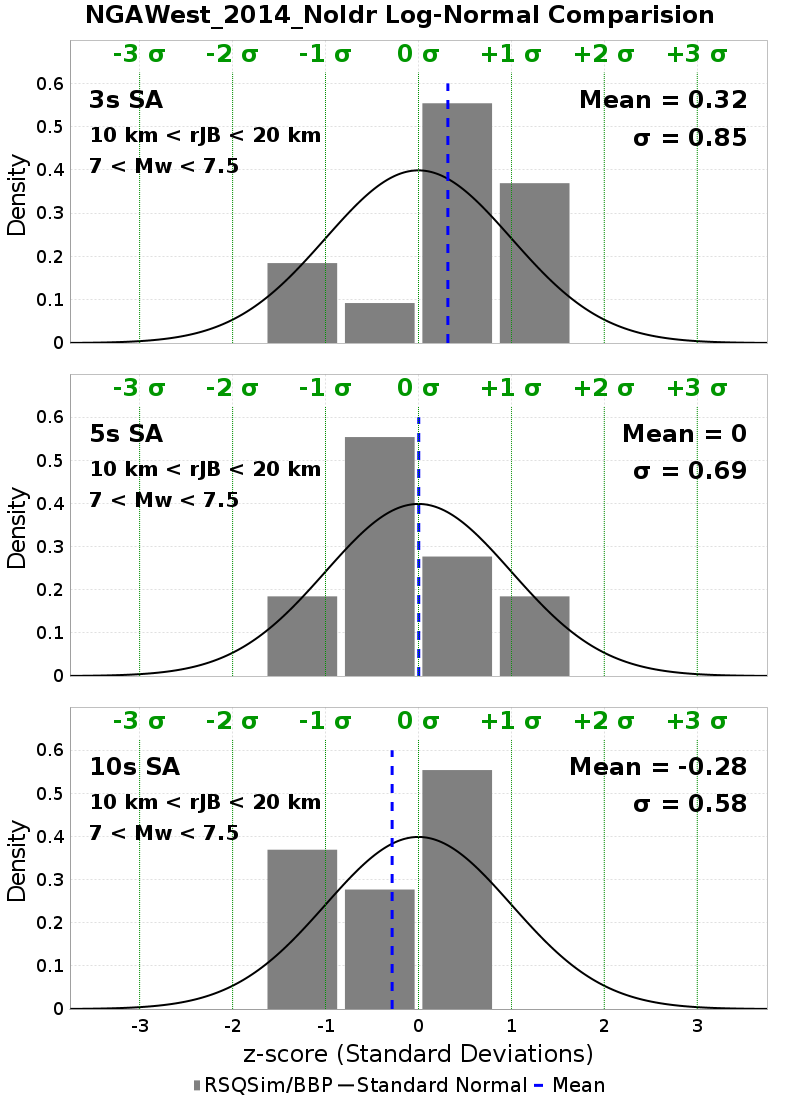 NGAWest_2014_NoIdr Log-Normal Comparision
-3 σ -2 σ -1 σ 0 σ +1 σ +2 σ +3 σ
3s SA
Mean = 0.32
10 km < rJB < 20 km
σ = 0.85
7 < Mw < 7.5
Density
0.6
0.5
0.4
0.3
0.2
0.1
0
-3 σ -2 σ -1 σ 0 σ +1 σ +2 σ +3 σ
5s SA
Mean = 0
10 km < rJB < 20 km
σ = 0.69
7 < Mw < 7.5
Density
0.6
0.5
0.4
0.3
0.2
0.1
0
-3 σ -2 σ -1 σ 0 σ +1 σ +2 σ +3 σ
10s SA
Mean = -0.28
10 km < rJB < 20 km
σ = 0.58
7 < Mw < 7.5
Density
0.6
0.5
0.4
0.3
0.2
0.1
0
-3 -2 -1 0 1 2 3
z-score (Standard Deviations)
RSQSim/BBP Standard Normal Mean